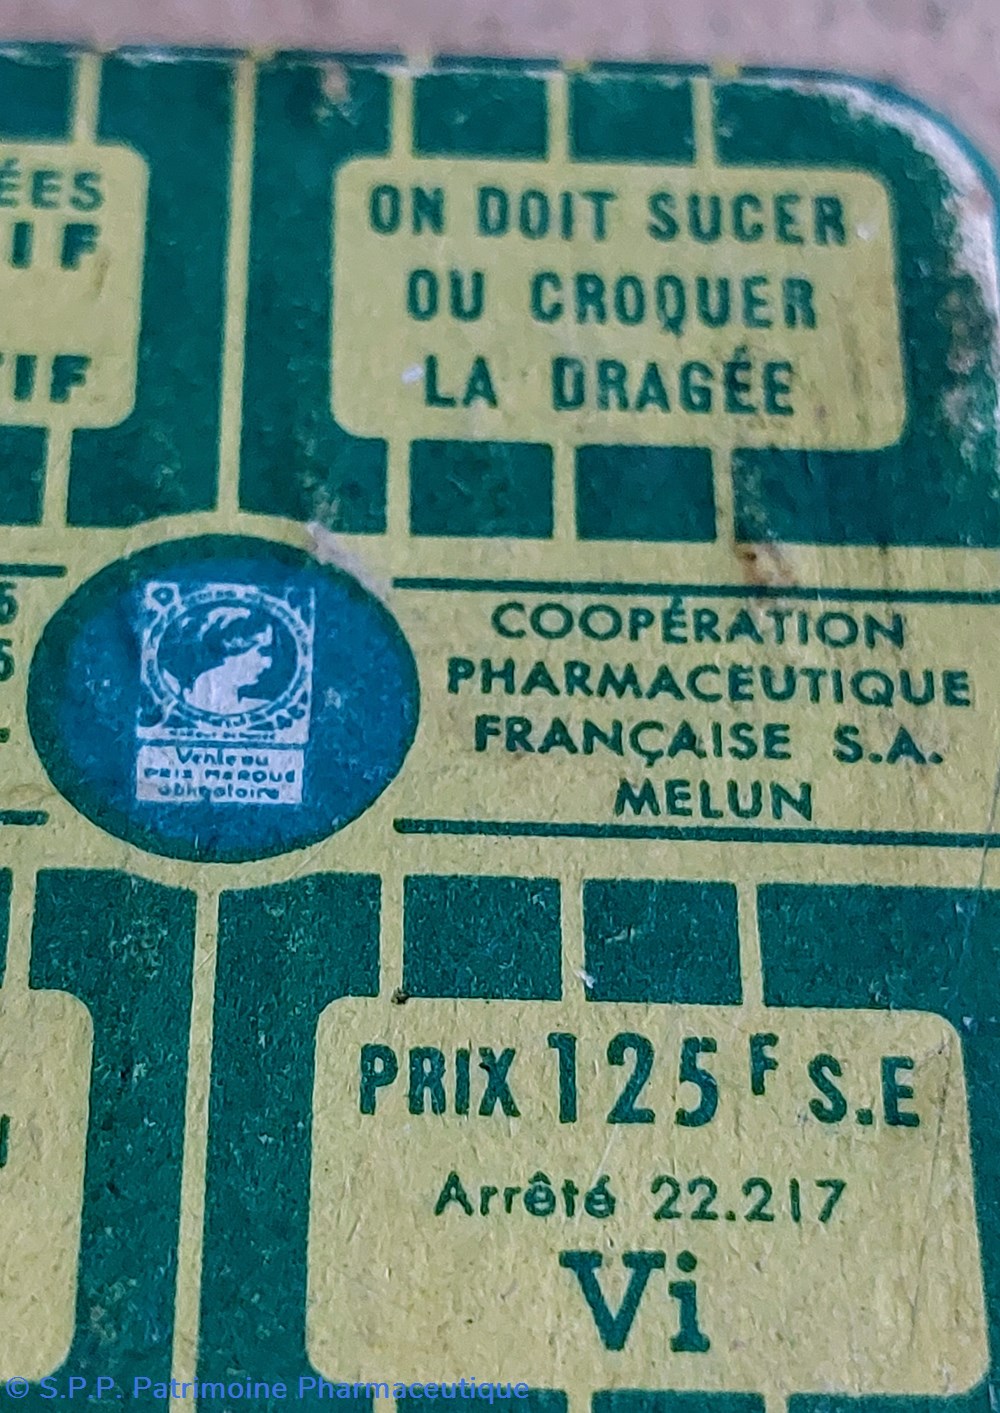 ÉES
IF
TIF
ON DOIT SUCER
OU CROQUER
LA DRAGÉE
COOPÉRATION
PHARMACEUTIQUE
FRANÇAISE S.A.
MELUN
Vente au
PRIX MARQUÉ
obligatoire
PRIX 125 F S.E
Arrêté 22.217
Vi
© S.P.P. Patrimoine Pharmaceutique